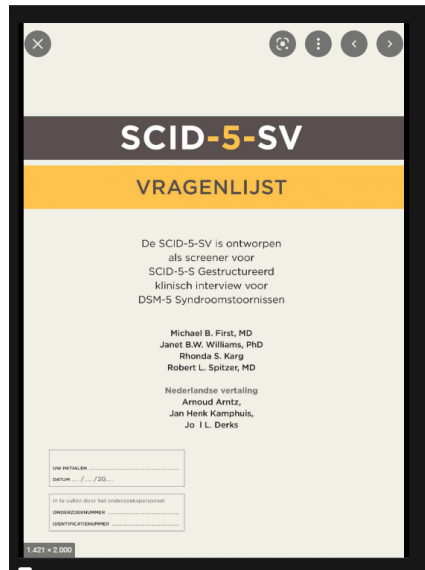 SCID-5-SV
VRAGENLIJST
De SCID-5-SV is ontworpen
als screener voor
SCID-5-S Gestructureerd
klinisch interview voor
DSM-5 Syndroomstoornissen
Michael B. First, MD
Janet B.W. Williams, PhD
Rhonda S. Karg
Robert L. Spitzer, MD
Nederlandse vertaling
Arnoud Arntz,
Jan Henk Kamphuis,
Jo l L. Derks
UW INITIALEN ..........................................
DATUM .... /..... /20.....
In te vullen door het onderzoekspersoneel
ONDERZOEKNUMMER ..............................
IDENTIFICATIENUMMER ............................
1.421 × 2.000